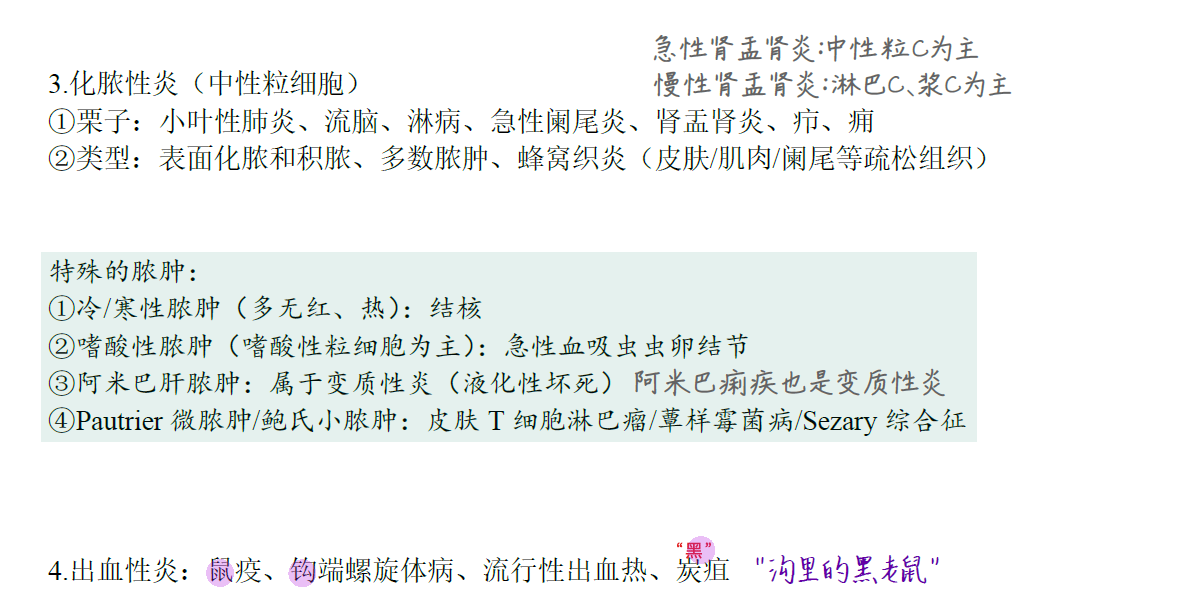 急性肾盂肾炎:中性粒C为主
慢性肾盂肾炎:淋巴C、浆C为主
3.化脓性炎（中性粒细胞）
①栗子：小叶性肺炎、流脑、淋病、急性阑尾炎、肾盂肾炎、疖、痈
②类型：表面化脓和积脓、多数脓肿、蜂窝织炎（皮肤/肌肉/阑尾等疏松组织）
特殊的脓肿：
①冷/寒性脓肿（多无红、热）：结核
②嗜酸性脓肿（嗜酸性粒细胞为主）：急性血吸虫虫卵结节
③阿米巴肝脓肿：属于变质性炎（液化性坏死） 阿米巴痢疾也是变质性炎
④Pautrier 微脓肿/鲍氏小脓肿：皮肤 T 细胞淋巴瘤/蕈样霉菌病/Sezary 综合征
“黑”
4.出血性炎：鼠疫、钩端螺旋体病、流行性出血热、炭疽 "沟里的黑老鼠"